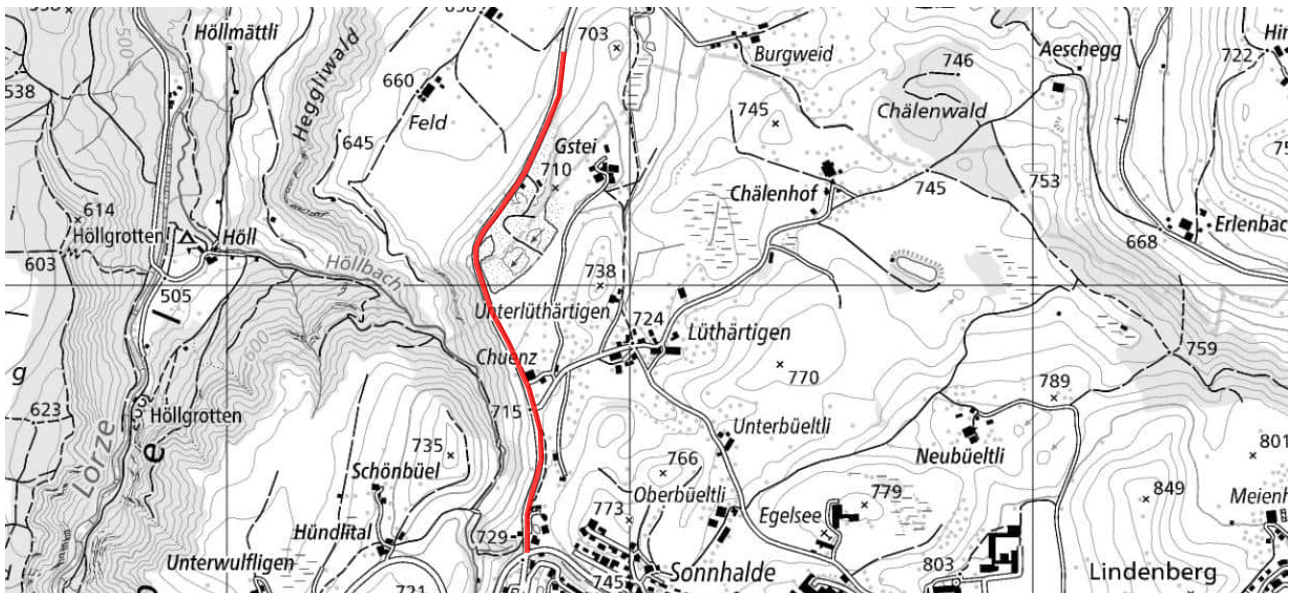 Höllmättli
500
Heggliwald
703
Burgweid
Aeschegg
722
746
538
660
Feld
Chälenwald
645
Gstei
710
745
745
Chälenhof
753
614
Höllgrotten
Höll
603
Höllbach
668
505
738
Unterlüthärtigen
724
Lüthärtigen
Chuenz
759
770
789
623
Höllgrotten
715
Unterbüeltli
Lorze
735
Schönbüel
766
Neubüeltli
801
Oberbüeltli
779
849
Egelsee
773
Hündlital
729
Unterwulfligen
Sonnhalde
803
Lindenberg
745
721